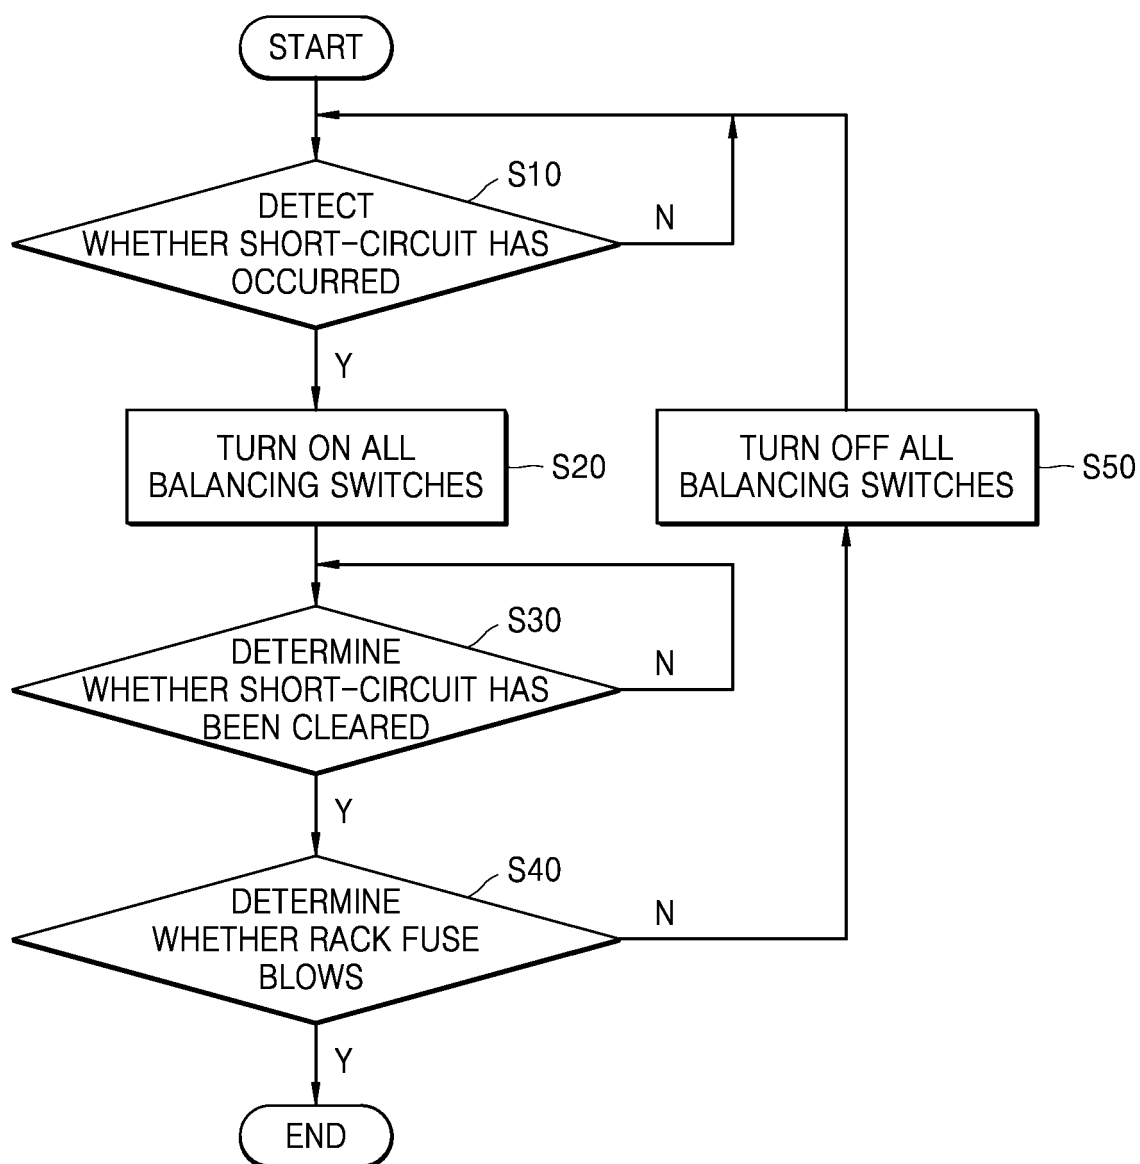 START
S10
DETECT
WHETHER SHORT-CIRCUIT HAS
OCCURRED
N
Y
TURN ON ALL
BALANCING SWITCHES
S20
TURN OFF ALL
BALANCING SWITCHES
S50
S30
DETERMINE
WHETHER SHORT-CIRCUIT HAS
BEEN CLEARED
N
Y
S40
DETERMINE
WHETHER RACK FUSE
BLOWS
N
Y
END